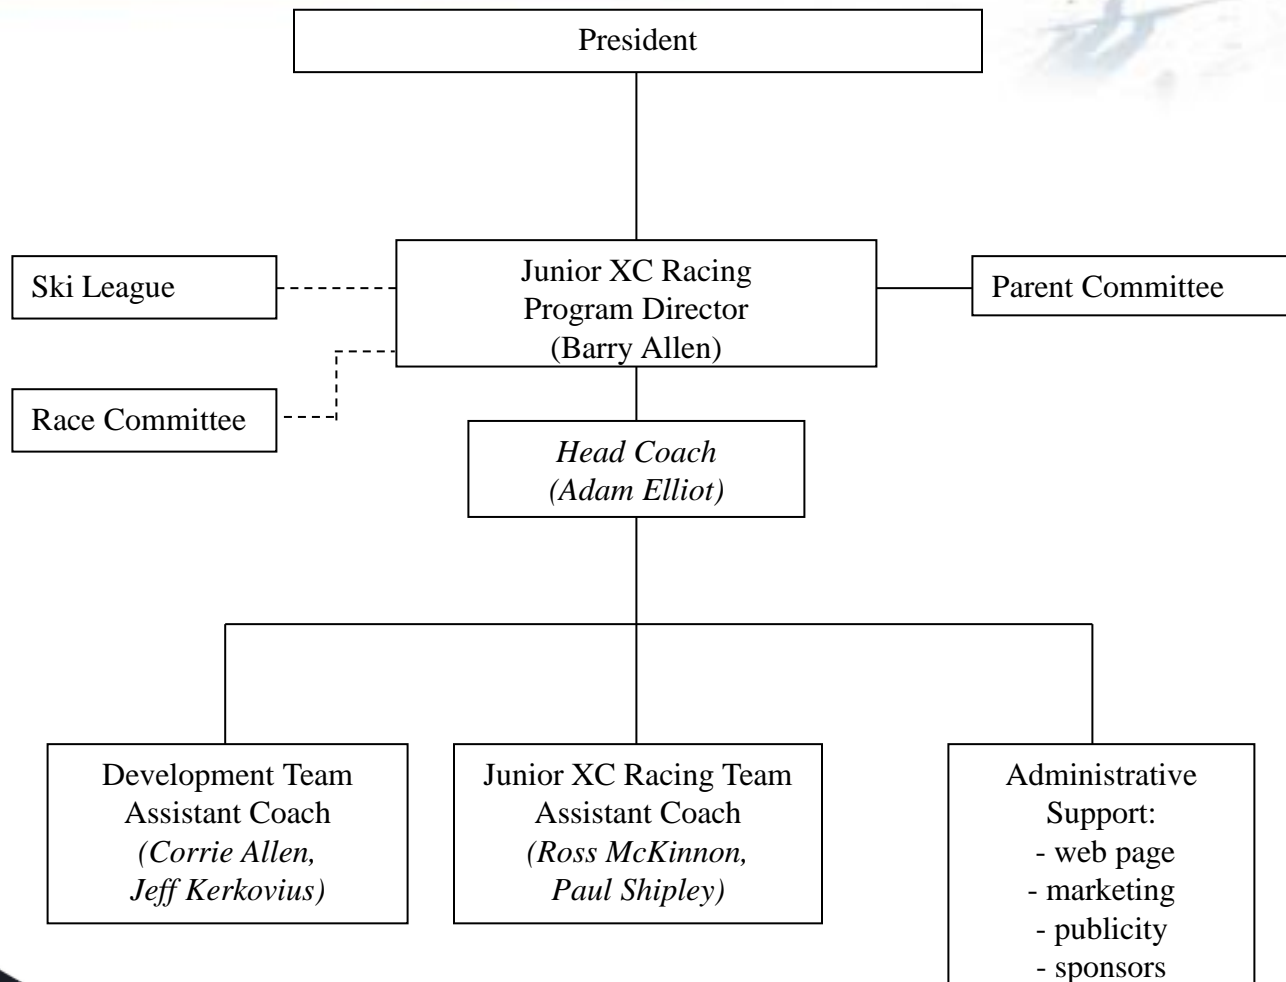 President
Ski League
Junior XC Racing
Program Director
(Barry Allen)
Parent Committee
Race Committee
Head Coach
(Adam Elliot)
Development Team
Assistant Coach
(Corrie Allen,
Jeff Kerkovius)
Junior XC Racing Team
Assistant Coach
(Ross McKinnon,
Paul Shipley)
Administrative
Support:
- web page
- marketing
- publicity
- sponsors